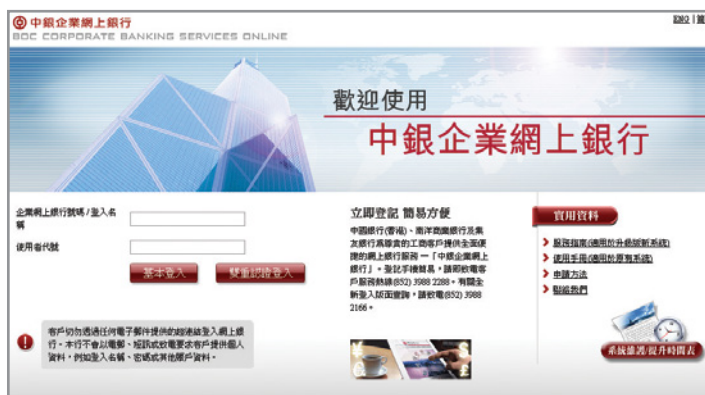 中銀企業網上銀行
BOC CORPORATE BANKING SERVICES ONLINE
ENG | 簡
歡迎使用
中銀企業網上銀行
企業網上銀行號碼 / 登入名
稱
使用者代號
基本登入
雙重認證登入
客戶切勿透過任何電子郵件提供的超連結登入網上銀
行。本行不會以電郵、短訊或致電要求客戶提供個人
資料，例如登入名稱、密碼或其他賬戶資料。
立即登記 簡易方便
中國銀行(香港)、南洋商業銀行及集
友銀行為尊貴的工商客戶提供全面便
捷的網上銀行服務 —「中銀企業網上
銀行」。登記手續簡易，請即致電客
戶服務熱線(852) 3988 2288。有關全
新登入版面查詢，請致電(852) 3988
2166。
實用資料
服務指南(適用於升級版新系統)
使用手冊(適用於原有系統)
申請方法
聯絡我們
系統維護/提升時間表